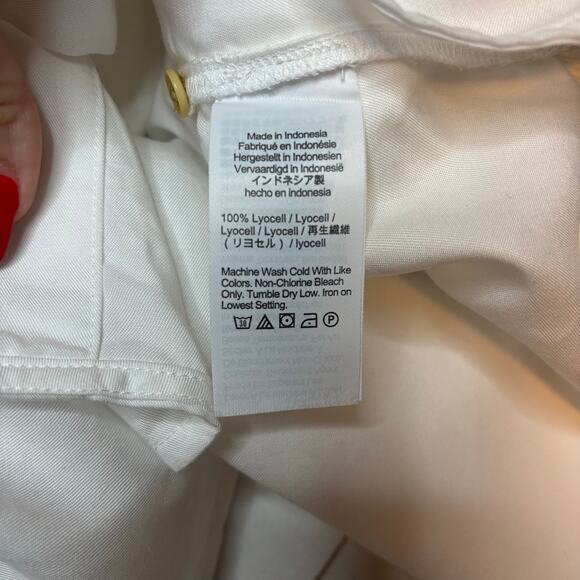 Made in Indonesia
Fabriqué en Indonésie
Hergestellt in Indonesien
Vervaardigd in Indonesië
インドネシア製
hecho en indonesia
100% Lyocell / Lyocell /
Lyocell / Lyocell / 再生繊維
(リヨセル) / lyocell
Machine Wash Cold With Like
Colors. Non-Chlorine Bleach
Only. Tumble Dry Low. Iron on
Lowest Setting.
30 P